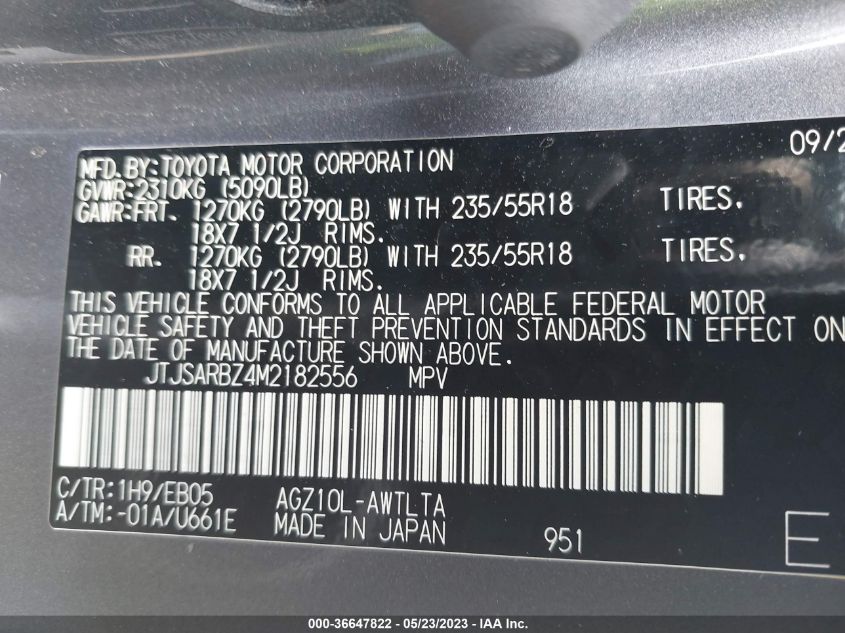 09/2
MFD.BY:TOYOTA MOTOR CORPORATION
GVWR:2310KG (5090LB)
GAWR:FRT. 1270KG (2790LB) WITH 235/55R18 TIRES.
18X7 1/2J RIMS.
RR. 1270KG (2790LB) WITH 235/55R18 TIRES.
18X7 1/2J RIMS.
THIS VEHICLE CONFORMS TO ALL APPLICABLE FEDERAL MOTOR
VEHICLE SAFETY AND THEFT PREVENTION STANDARDS IN EFFECT ON
THE DATE OF MANUFACTURE SHOWN ABOVE.
JTJSARBZ4M2182556 MPV
C/TR:1H9/EB05 AGZ10L-AWTLTA
A/TM:-01A/U661E MADE IN JAPAN 951 E
000-36647822 - 05/23/2023 - IAA Inc.